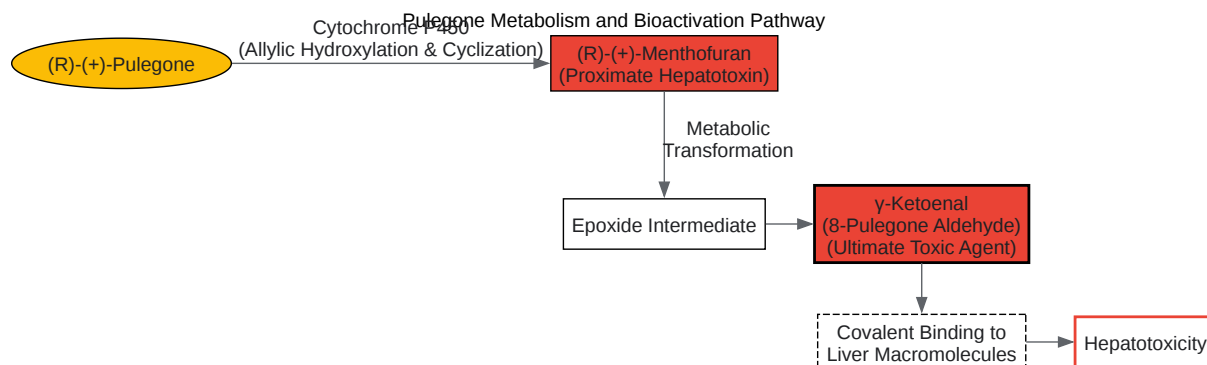 Pulegone Metabolism and Bioactivation Pathway
Cytochrome P450
(Allylic Hydroxylation & Cyclization)
(R)-(+)-Pulegone
(R)-(+)-Menthofuran
(Proximate Hepatotoxin)
Metabolic
Transformation
Epoxide Intermediate
γ-Ketoenal
(8-Pulegone Aldehyde)
(Ultimate Toxic Agent)
Covalent Binding to
Liver Macromolecules
Hepatotoxicity